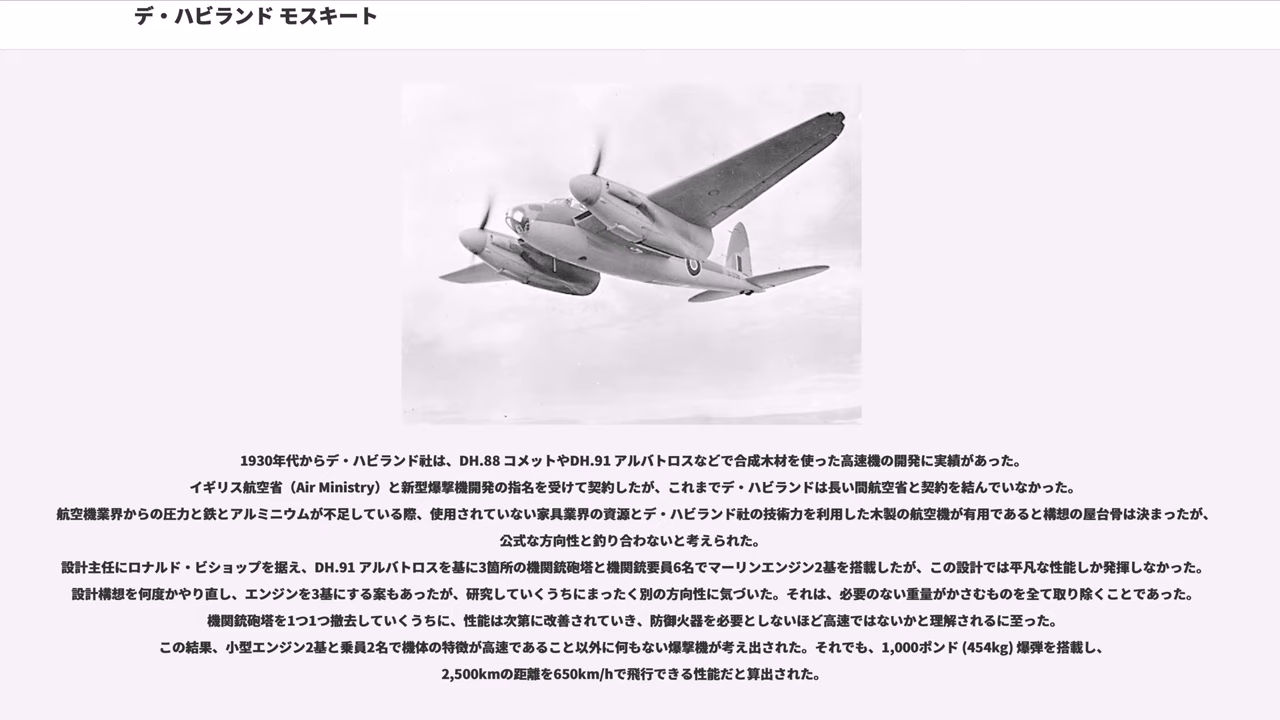 デ・ハビランド モスキート
1930年代からデ・ハビランド社は、DH.88 コメットやDH.91 アルバトロスなどで合成木材を使った高速機の開発に実績があった。
イギリス航空省（Air Ministry）と新型爆撃機開発の指名を受けて契約したが、これまでデ・ハビランドは長い間航空省と契約を結んでいなかった。
航空機業界からの圧力と鉄とアルミニウムが不足している際、使用されていない家具業界の資源とデ・ハビランド社の技術力を利用した木製の航空機が有用であると構想の屋台骨は決まったが、
公式な方向性と釣り合わないと考えられた。
設計主任にロナルド・ビショップを据え、DH.91 アルバトロスを基に3箇所の機関銃砲塔と機関銃要員6名でマーリンエンジン2基を搭載したが、この設計では平凡な性能しか発揮しなかった。
設計構想を何度かやり直し、エンジンを3基にする案もあったが、研究していくうちにまったく別の方向性に気づいた。それは、必要のない重量がかさむものを全て取り除くことであった。
機関銃砲塔を1つ1つ撤去していくうちに、性能は次第に改善されていき、防御火器を必要としないほど高速ではないかと理解されるに至った。
この結果、小型エンジン2基と乗員2名で機体の特徴が高速であること以外に何もない爆撃機が考え出された。それでも、1,000ポンド (454kg) 爆弾を搭載し、
2,500kmの距離を650km/hで飛行できる性能だと算出された。